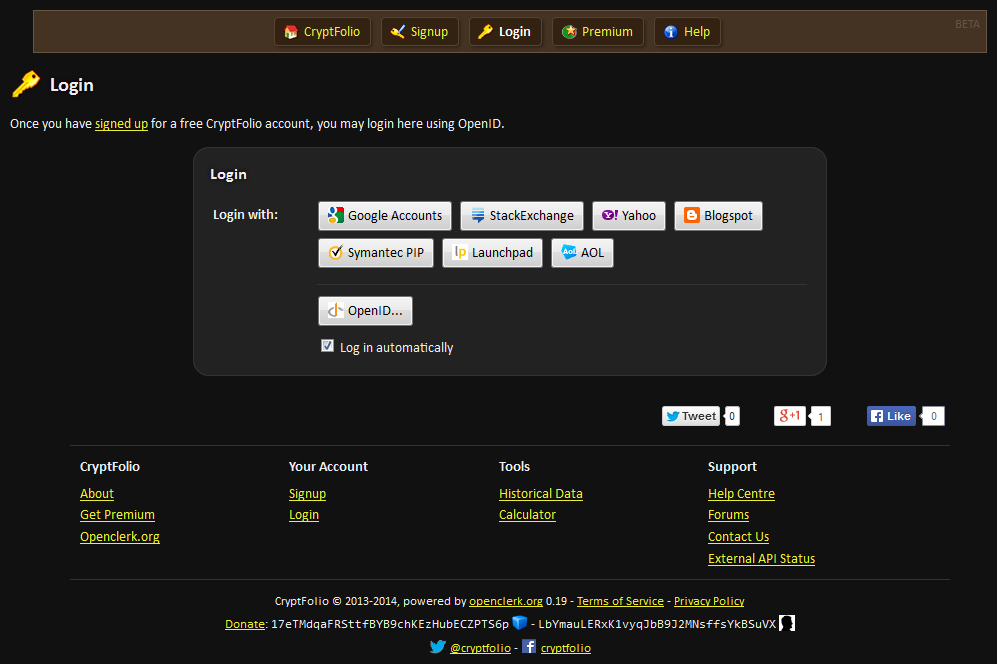 CryptFolio Signup Login Premium Help BETA
Login
Once you have signed up for a free CryptFolio account, you may login here using OpenID.
Login
Login with: Google Accounts StackExchange Yahoo Blogspot
Symantec PIP Launchpad AOL
OpenID...
Log in automatically
Tweet 0 g+1 1 Like 0
CryptFolio Your Account Tools Support
About Signup Historical Data Help Centre
Get Premium Login Calculator Forums
Openclerk.org Contact Us
External API Status
CryptFolio © 2013-2014, powered by openclerk.org 0.19 - Terms of Service - Privacy Policy
Donate: 17eTMdqaFRSttfBYB9chKEzHubECZPTS6p - LbYmauLERxK1vyqJbB9J2MNsffsYkBSuVX
@cryptfolio - cryptfolio